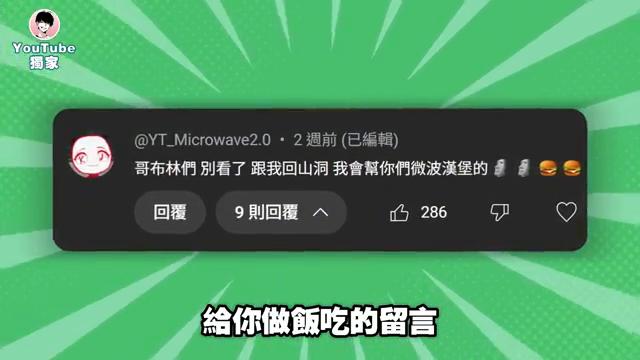 YouTube
獨家
@YT_Microwave2.0 • 2 週前 (已編輯)
哥布林們 別看了 跟我回山洞 我會幫你們微波漢堡的 🗿 🗿 🍔 🍔
回覆
9 則回覆
286
給你做飯吃的留言